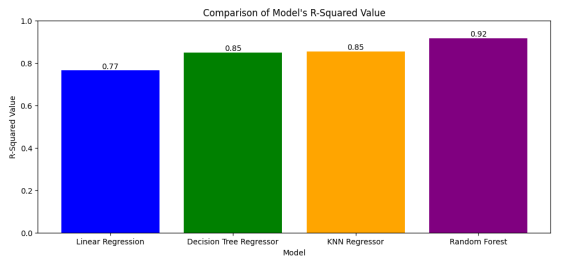 Comparison of Model's R-Squared Value
R-Squared Value
1.0
0.8
0.6
0.4
0.2
0.0
0.77
0.85
0.85
0.92
Linear Regression
Decision Tree Regressor
KNN Regressor
Random Forest
Model